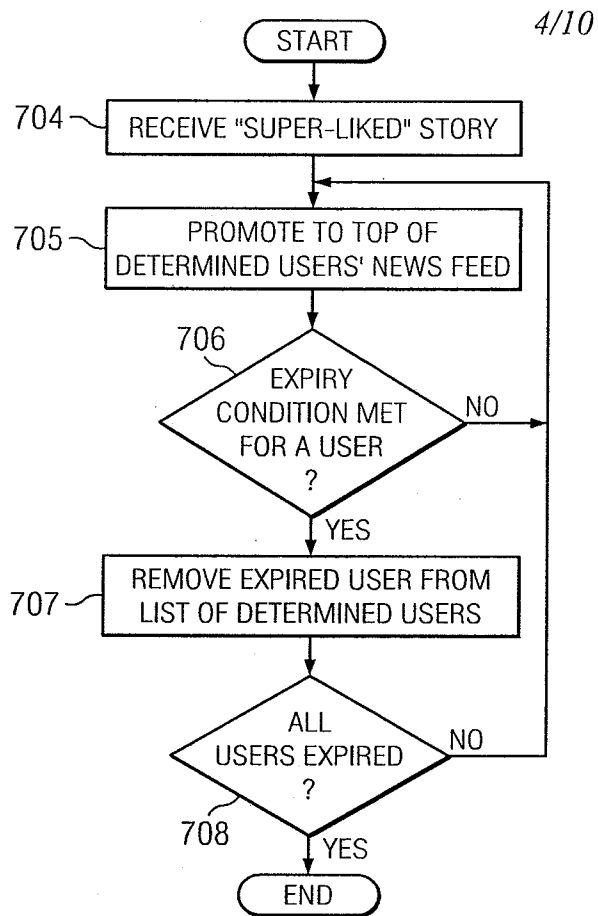 4/10
START
704
RECEIVE "SUPER-LIKED" STORY
705
PROMOTE TO TOP OF
DETERMINED USERS' NEWS FEED
706
EXPIRY
CONDITION MET
FOR A USER
?
NO
YES
707
REMOVE EXPIRED USER FROM
LIST OF DETERMINED USERS
ALL
USERS EXPIRED
?
NO
708
YES
END